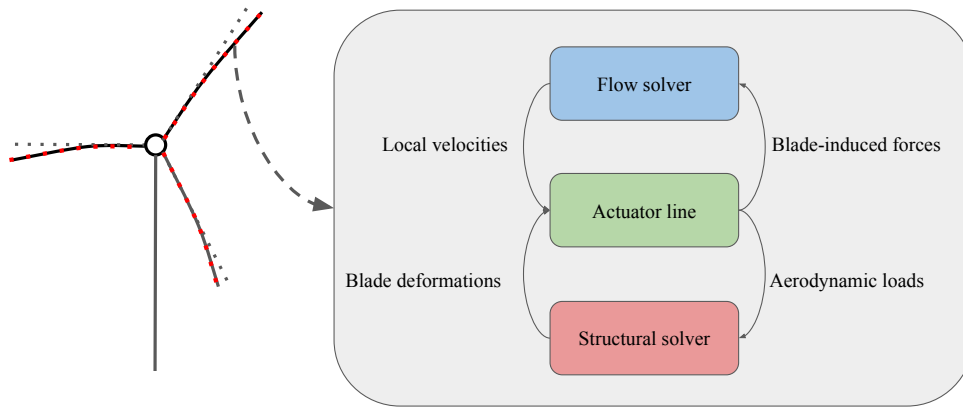 Flow solver
Local velocities
Blade-induced forces
Actuator line
Blade deformations
Aerodynamic loads
Structural solver